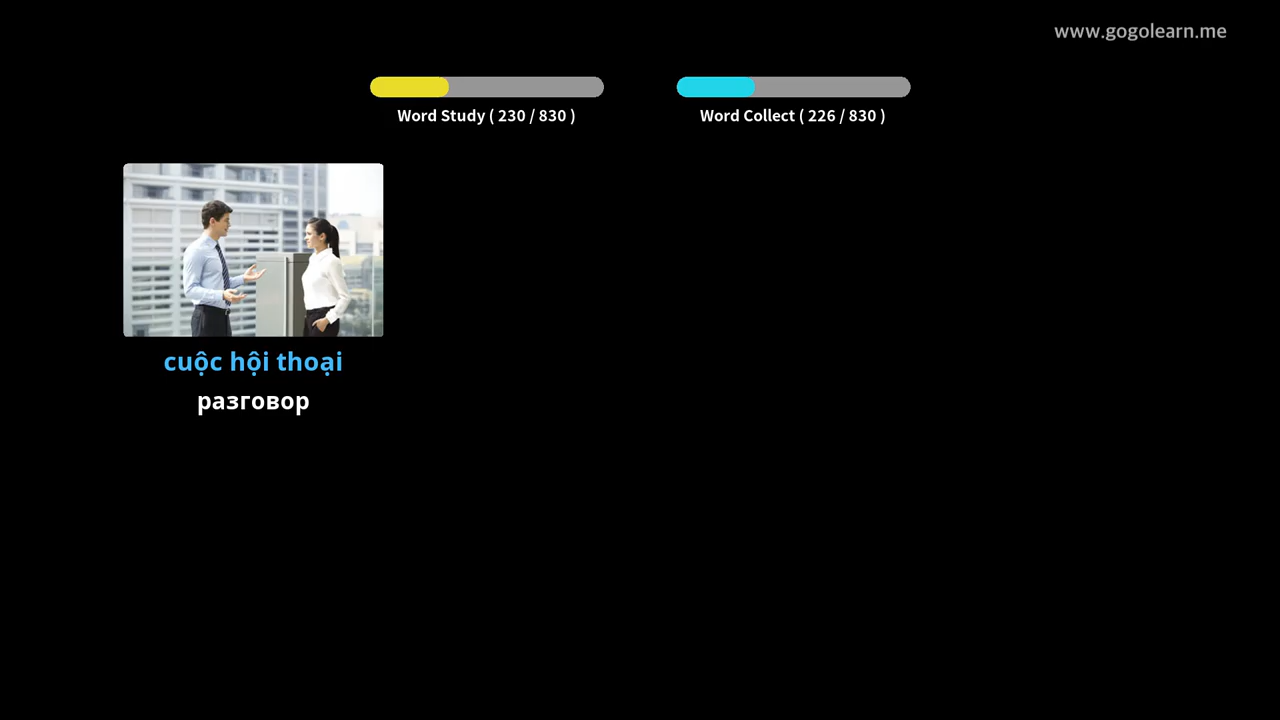 www.gogolearn.me
Word Study ( 230 / 830 )
Word Collect ( 226 / 830 )
cuộc hội thoại
разговор